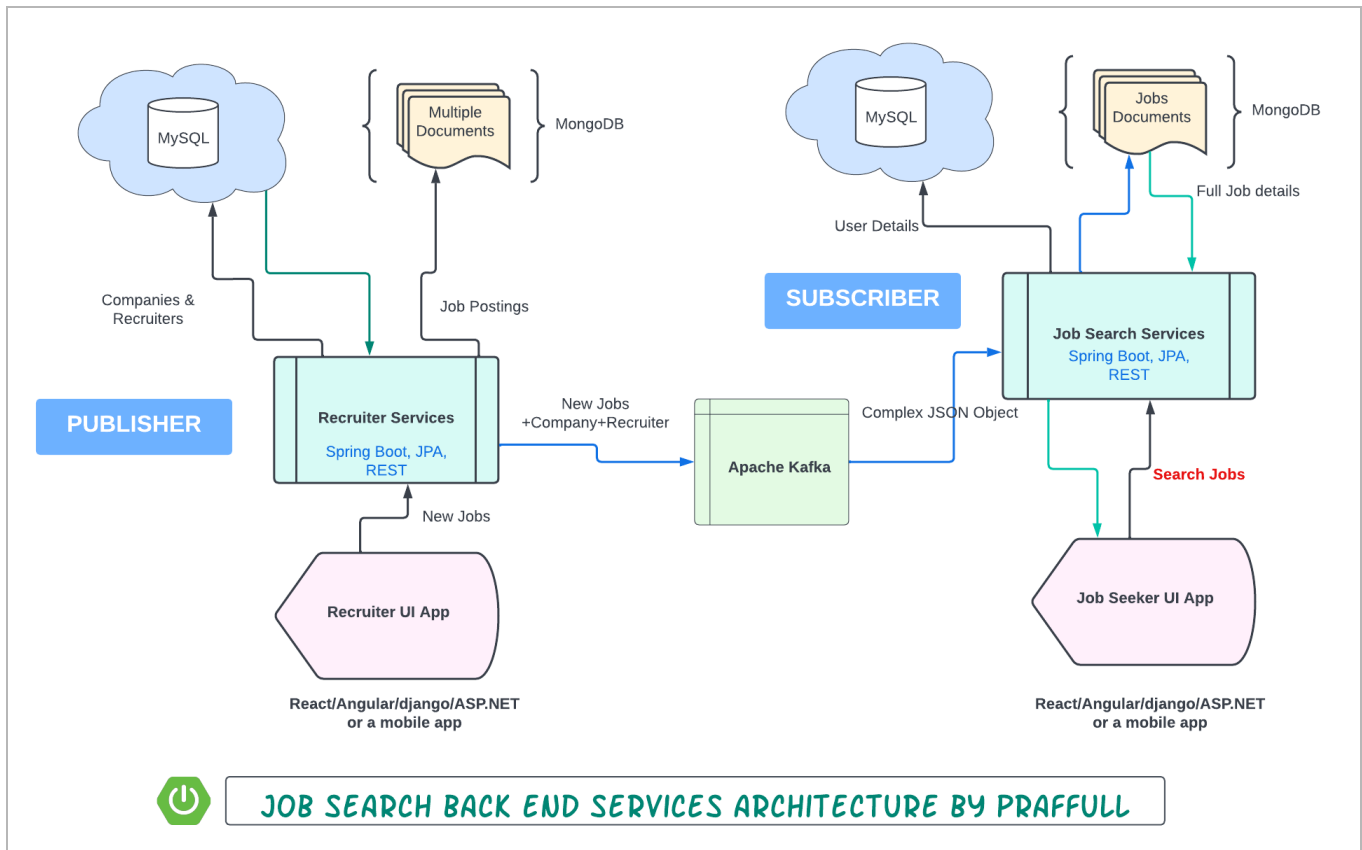 MySQL
Multiple
Documents
MongoDB
Companies &
Recruiters
Job Postings
PUBLISHER
Recruiter Services
Spring Boot, JPA,
REST
New Jobs
+Company+Recruiter
New Jobs
Recruiter UI App
React/Angular/django/ASP.NET
or a mobile app
Apache Kafka
MySQL
Jobs
Documents
MongoDB
User Details
Full Job details
SUBSCRIBER
Job Search Services
Spring Boot, JPA,
REST
Complex JSON Object
Search Jobs
Job Seeker UI App
React/Angular/django/ASP.NET
or a mobile app
JOB SEARCH BACK END SERVICES ARCHITECTURE BY PRAFFULL